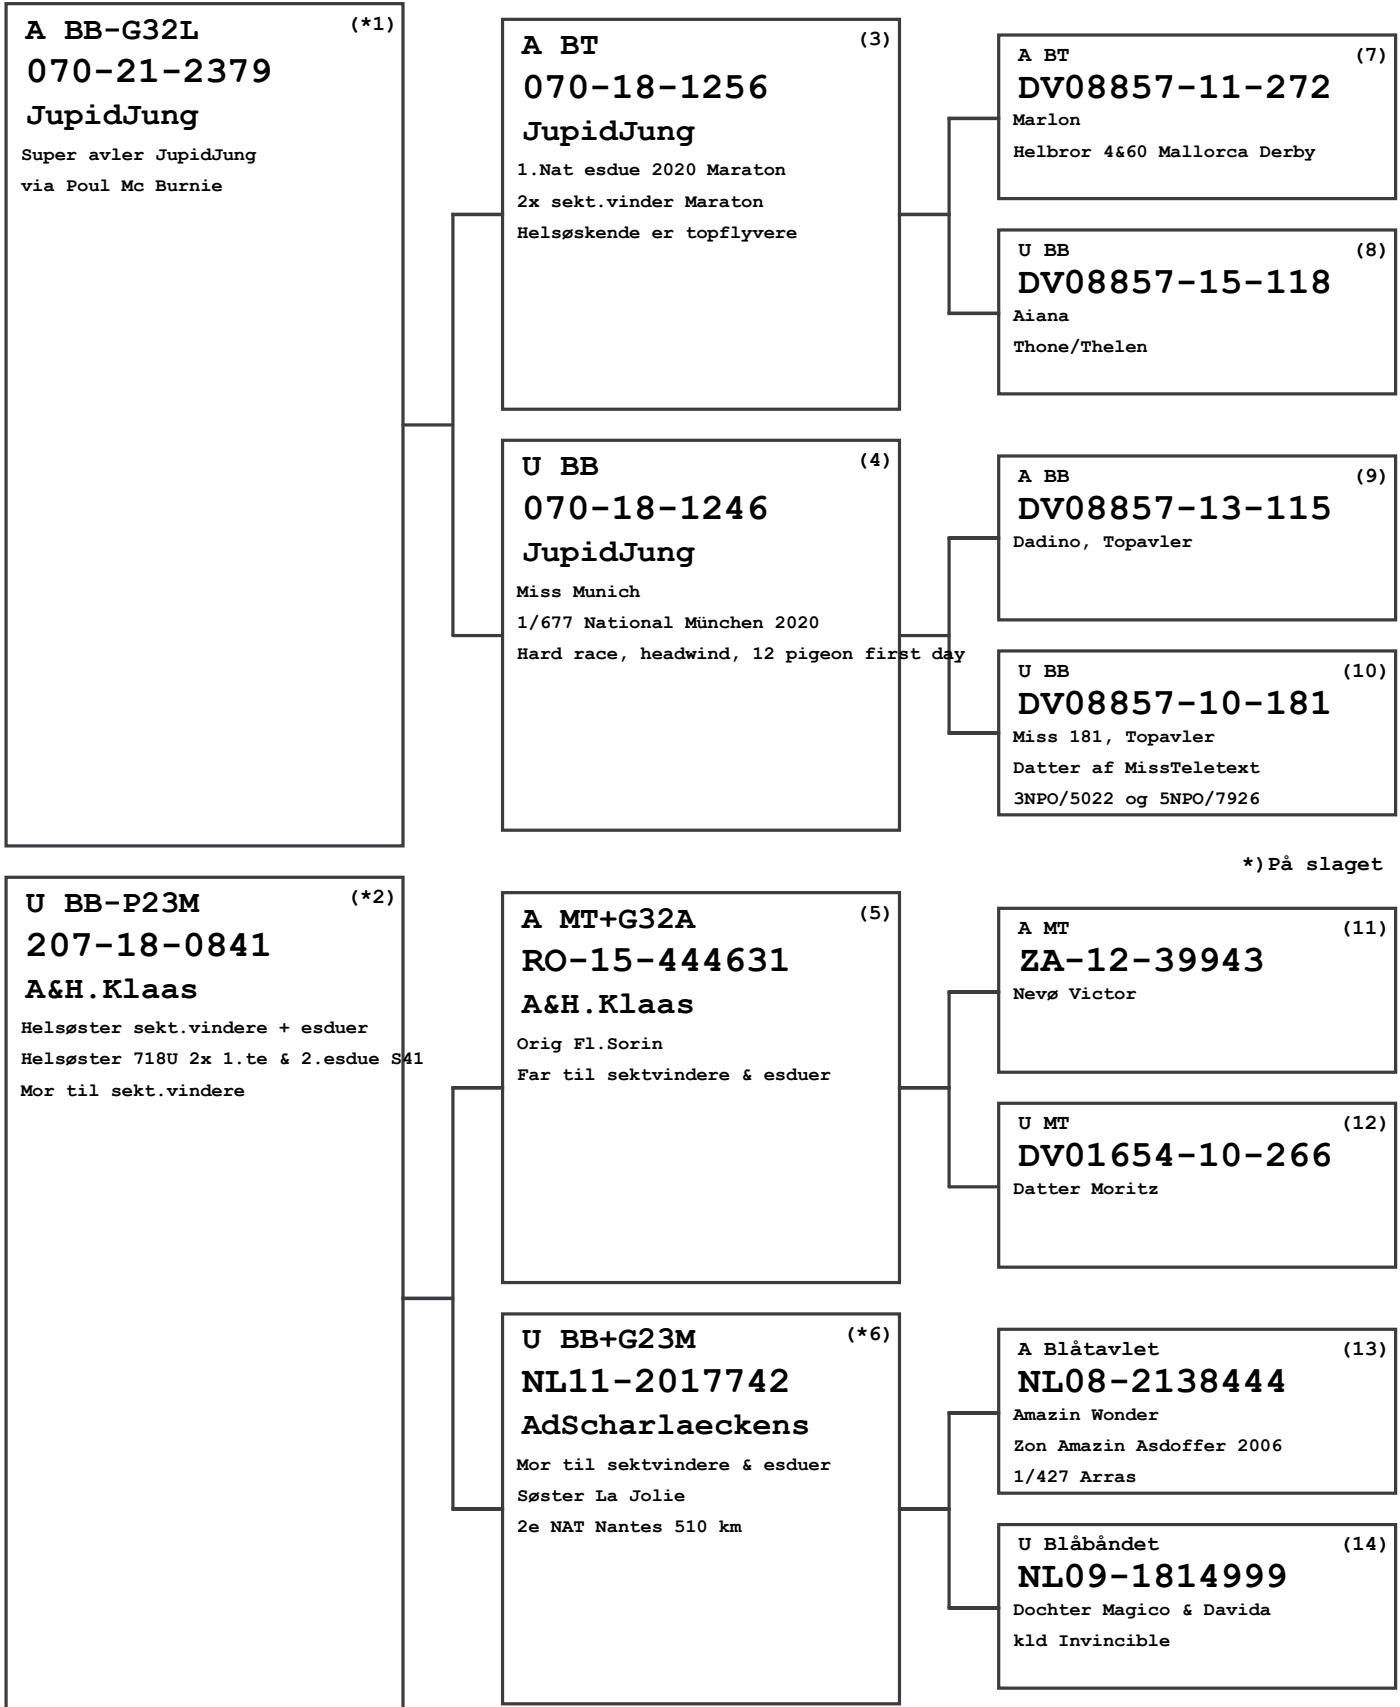 A BB-G32L (*1)
070-21-2379
JupidJung
Super avler JupidJung
via Poul Mc Burnie
A BT (3)
070-18-1256
JupidJung
1.Nat esdue 2020 Maraton
2x sekt.vinder Maraton
Helsøskende er topflyvere
A BT (7)
DV08857-11-272
Marlon
Helbror 4&60 Mallorca Derby
U BB (8)
DV08857-15-118
Aiana
Thone/Thelen
U BB (4)
070-18-1246
JupidJung
Miss Munich
1/677 National München 2020
Hard race, headwind, 12 pigeon first day
A BB (9)
DV08857-13-115
Dadino, Topavler
U BB (10)
DV08857-10-181
Miss 181, Topavler
Datter af MissTeletext
3NPO/5022 og 5NPO/7926
*)På slaget
U BB-P23M (*2)
207-18-0841
A&H.Klaas
Helsøster sekt.vindere + esduer
Helsøster 718U 2x 1.te & 2.esdue S41
Mor til sekt.vindere
A MT+G32A (5)
RO-15-444631
A&H.Klaas
Orig Fl.Sorin
Far til sektvindere & esduer
A MT (11)
ZA-12-39943
Nevø Victor
U MT (12)
DV01654-10-266
Datter Moritz
U BB+G23M (*6)
NL11-2017742
AdScharlaeckens
Mor til sektvindere & esduer
Søster La Jolie
2e NAT Nantes 510 km
A Blåtavlet (13)
NL08-2138444
Amazin Wonder
Zon Amazin Asdoffer 2006
1/427 Arras
U Blåbåndet (14)
NL09-1814999
Dochter Magico & Davida
kld Invincible